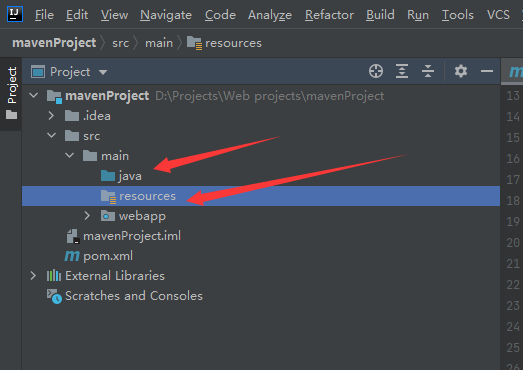 IJ File Edit View Navigate Code Analyze Refactor Build Run Tools VCS
mavenProject src main resources
Project
Project
13
mavenProject D:\Projects\Web projects\mavenProject
14
.idea
15
src
16
main
17
java
resources
18
webapp
19
mavenProject.iml
20
pom.xml
21
External Libraries
22
Scratches and Consoles
23
24
25
26